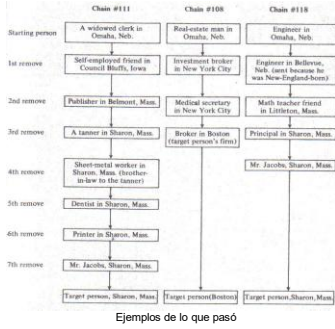 Chain #111
Chain #108
Chain #118
Starting person
A widowed clerk in
Omaha, Neb.
Real-estate man in
Omaha, Neb.
Engineer in
Omaha, Neb.
1st remove
Self-employed friend in
Council Bluffs, Iowa
Investment broker
in New York City
Engineer in Bellevue,
Neb. (sent because he
was New-England-born)
2nd remove
Publisher in Belmont, Mass.
Medical secretary
in New York City
Math teacher friend
in Littleton, Mass.
3rd remove
A tanner in Sharon, Mass.
Broker in Boston
(target person's firm)
Principal in Sharon, Mass.
4th remove
Sheet-metal worker in
Sharon, Mass. (brother-
in-law to the tanner)
Mr. Jacobs, Sharon, Mass.
5th remove
Dentist in Sharon, Mass.
6th remove
Printer in Sharon, Mass.
7th remove
Mr. Jacobs, Sharon, Mass.
Target person, Sharon, Mass.
Target person(Boston)
Target person,Sharon,Mass.
Ejemplos de lo que pasó